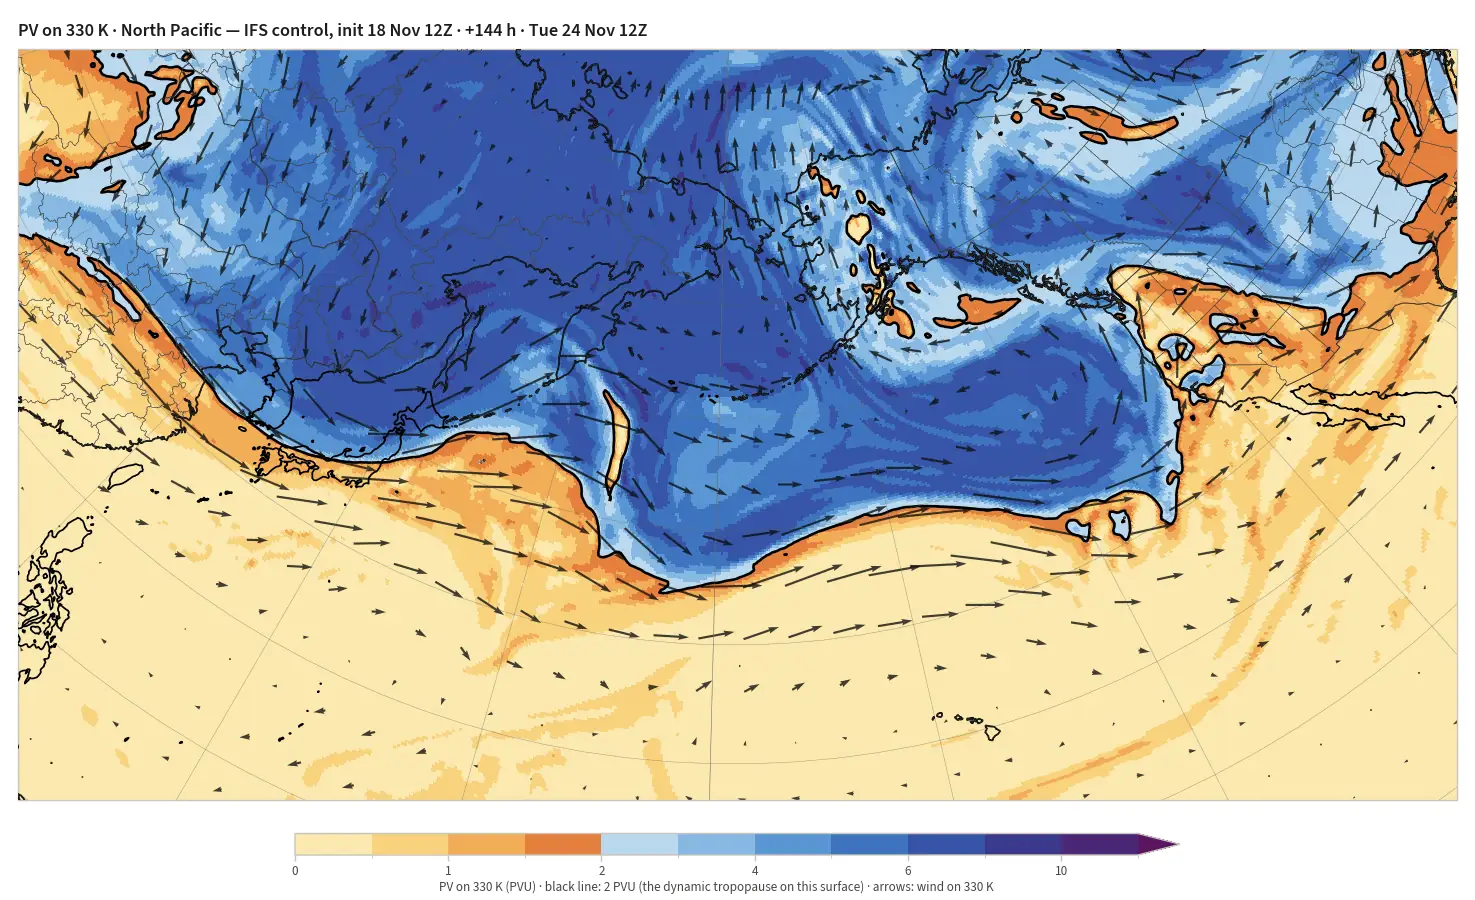 PV on 330 K · North Pacific — IFS control, init 18 Nov 12Z · +144 h · Tue 24 Nov 12Z
0 1 2 4 6 10
PV on 330 K (PVU) · black line: 2 PVU (the dynamic tropopause on this surface) · arrows: wind on 330 K